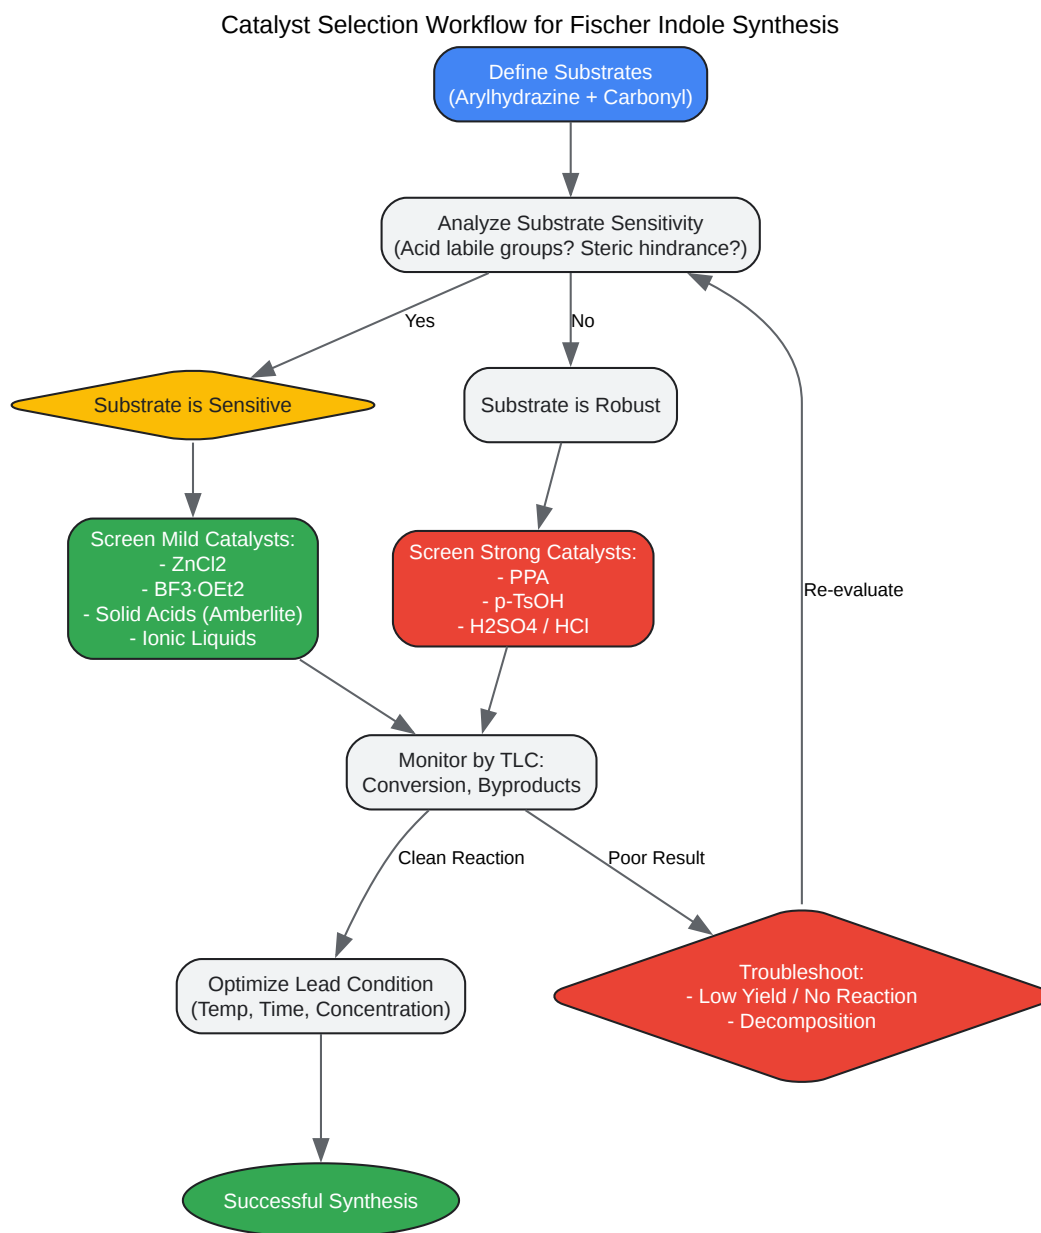 Catalyst Selection Workflow for Fischer Indole Synthesis
Define Substrates
(Arylhydrazine + Carbonyl)
Analyze Substrate Sensitivity
(Acid labile groups? Steric hindrance?)
Yes
No
Substrate is Sensitive
Substrate is Robust
Screen Mild Catalysts:
- ZnCl2
- BF3·OEt2
- Solid Acids (Amberlite)
- Ionic Liquids
Screen Strong Catalysts:
- PPA
- p-TsOH
- H2SO4 / HCl
Re-evaluate
Monitor by TLC:
Conversion, Byproducts
Clean Reaction
Poor Result
Optimize Lead Condition
(Temp, Time, Concentration)
Troubleshoot:
- Low Yield / No Reaction
- Decomposition
Successful Synthesis